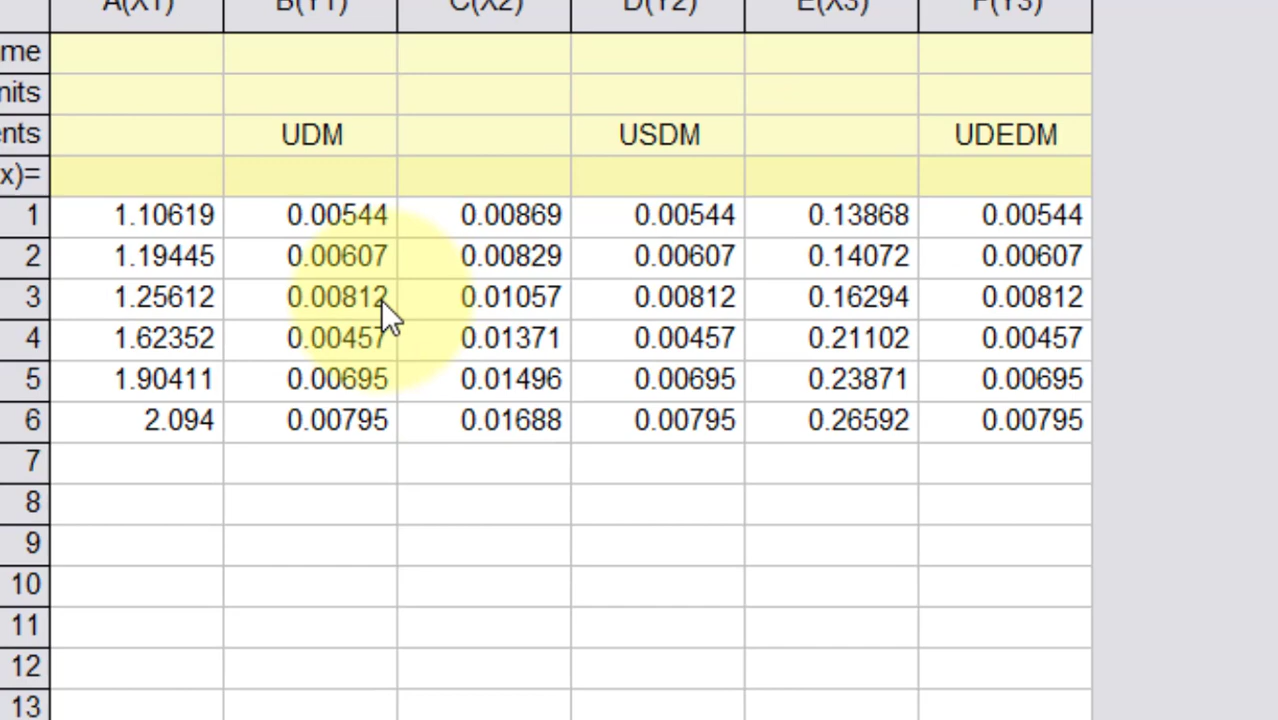 A(X1) B(Y1) C(X2) D(Y2) E(X3) F(Y3)
me
nits
ents UDM USDM UDEDM
x)=
1 1.10619 0.00544 0.00869 0.00544 0.13868 0.00544
2 1.19445 0.00607 0.00829 0.00607 0.14072 0.00607
3 1.25612 0.00812 0.01057 0.00812 0.16294 0.00812
4 1.62352 0.00457 0.01371 0.00457 0.21102 0.00457
5 1.90411 0.00695 0.01496 0.00695 0.23871 0.00695
6 2.094 0.00795 0.01688 0.00795 0.26592 0.00795
7
8
9
10
11
12
13